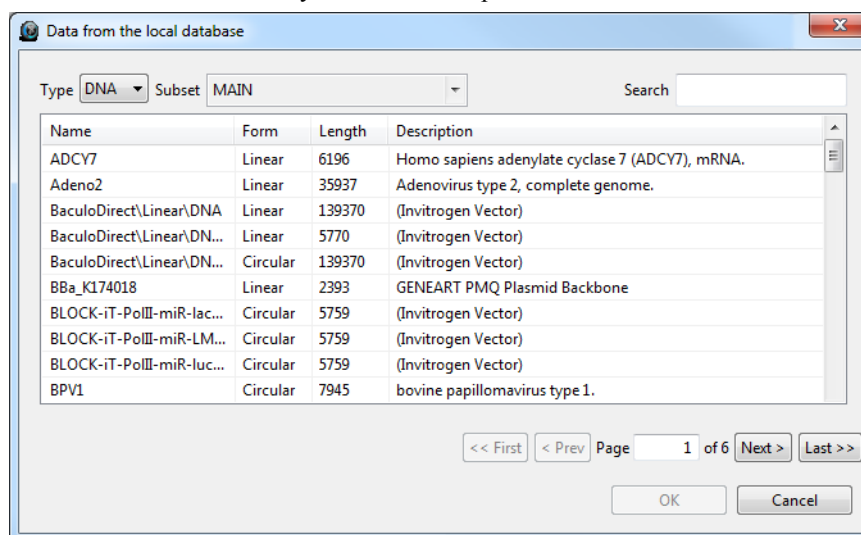 Data from the local database
Type DNA Subset MAIN Search
Name Form Length Description
ADCY7 Linear 6196 Homo sapiens adenylate cyclase 7 (ADCY7), mRNA.
Adeno2 Linear 35937 Adenovirus type 2, complete genome.
BaculoDirect\Linear\DNA Linear 139370 (Invitrogen Vector)
BaculoDirect\Linear\DN... Linear 5770 (Invitrogen Vector)
BaculoDirect\Linear\DN... Circular 139370 (Invitrogen Vector)
BBa_K174018 Linear 2393 GENEART PMQ Plasmid Backbone
BLOCK-iT-PolII-miR-lac... Circular 5759 (Invitrogen Vector)
BLOCK-iT-PolII-miR-LM... Circular 5759 (Invitrogen Vector)
BLOCK-iT-PolII-miR-luc... Circular 5759 (Invitrogen Vector)
BPV1 Circular 7945 bovine papillomavirus type 1.
<< First < Prev Page 1 of 6 Next > Last >>
OK Cancel